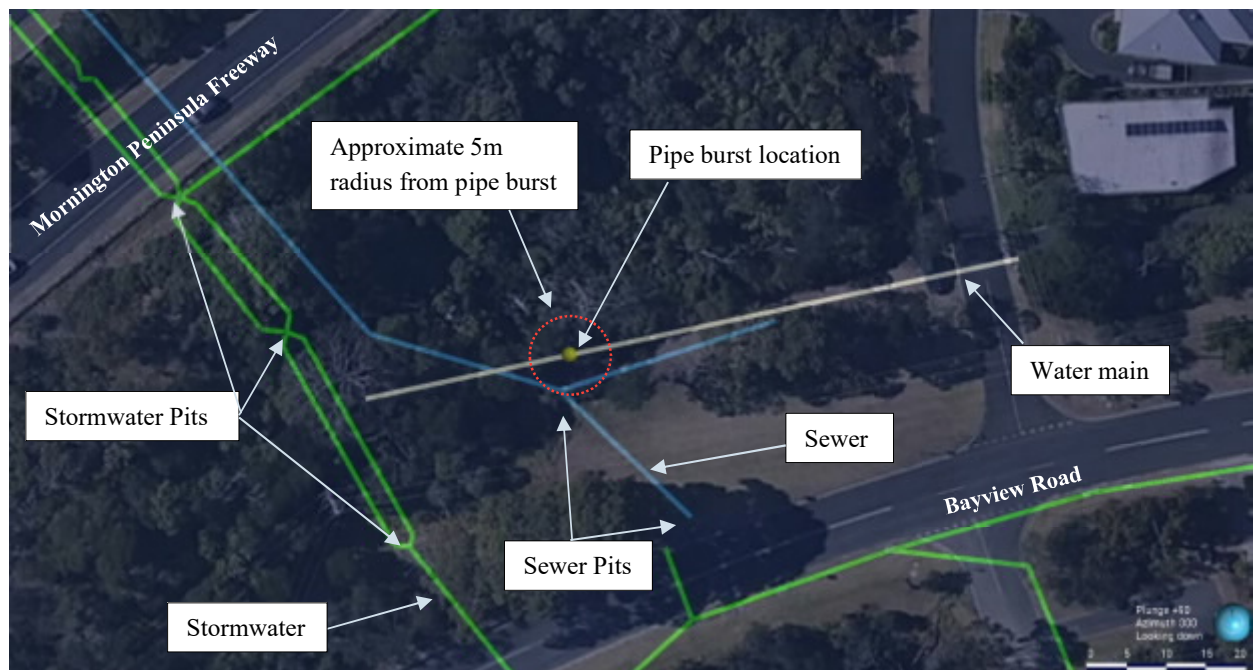 Mornington Peninsula Freeway
Approximate 5m
radius from pipe burst
Pipe burst location
Water main
Stormwater Pits
Sewer
Bayview Road
Sewer Pits
Stormwater
Plunge +90
Azimuth 000
Looking down
0 5 10 15 20